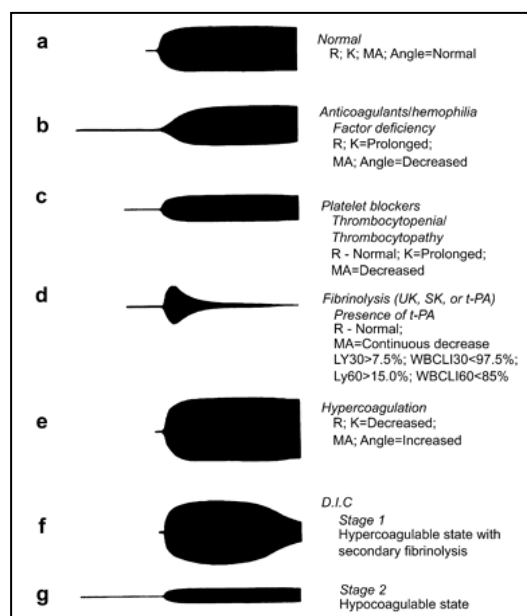 a
Normal
R; K; MA; Angle=Normal
b
Anticoagulants/hemophilia
Factor deficiency
R; K=Prolonged;
MA; Angle=Decreased
c
Platelet blockers
Thrombocytopenia/
Thrombocytopathy
R - Normal; K=Prolonged;
MA=Decreased
d
Fibrinolysis (UK, SK, or t-PA)
Presence of t-PA
R - Normal;
MA=Continuous decrease
LY30>7.5%; WBCLI30<97.5%;
Ly60>15.0%; WBCLI60<85%
e
Hypercoagulation
R; K=Decreased;
MA; Angle=Increased
f
D.I.C
Stage 1
Hypercoagulable state with
secondary fibrinolysis
g
Stage 2
Hypocoagulable state